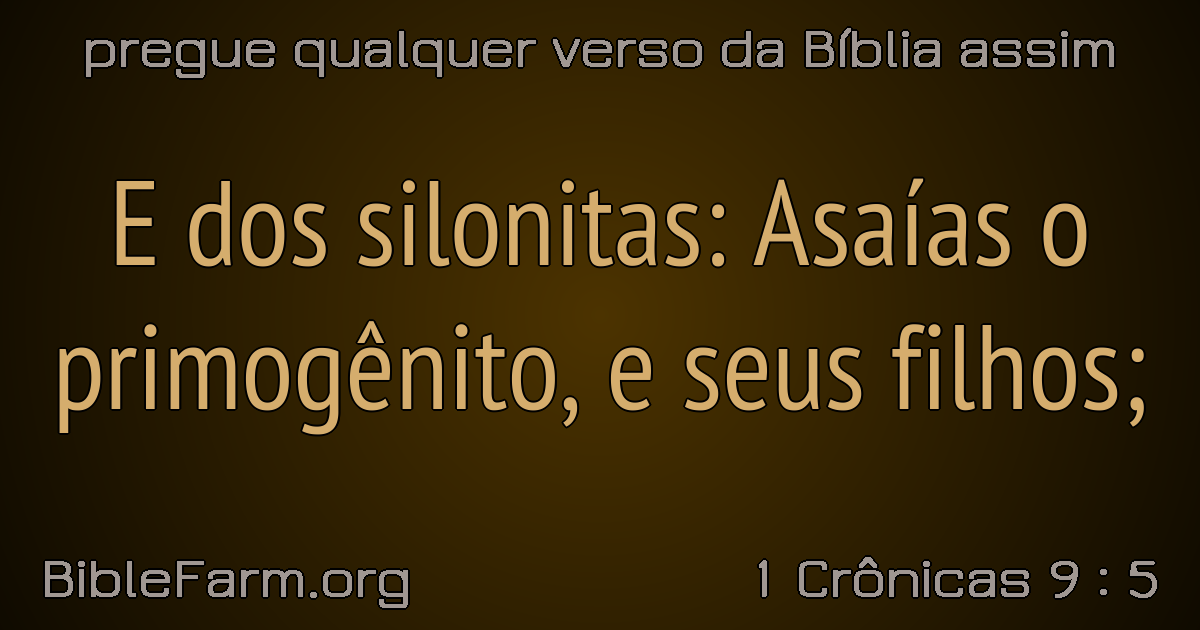 pregue qualquer verso da Bíblia assim
E dos silonitas: Asaías o
primogênito, e seus filhos;
BibleFarm.org
1 Crônicas 9 : 5